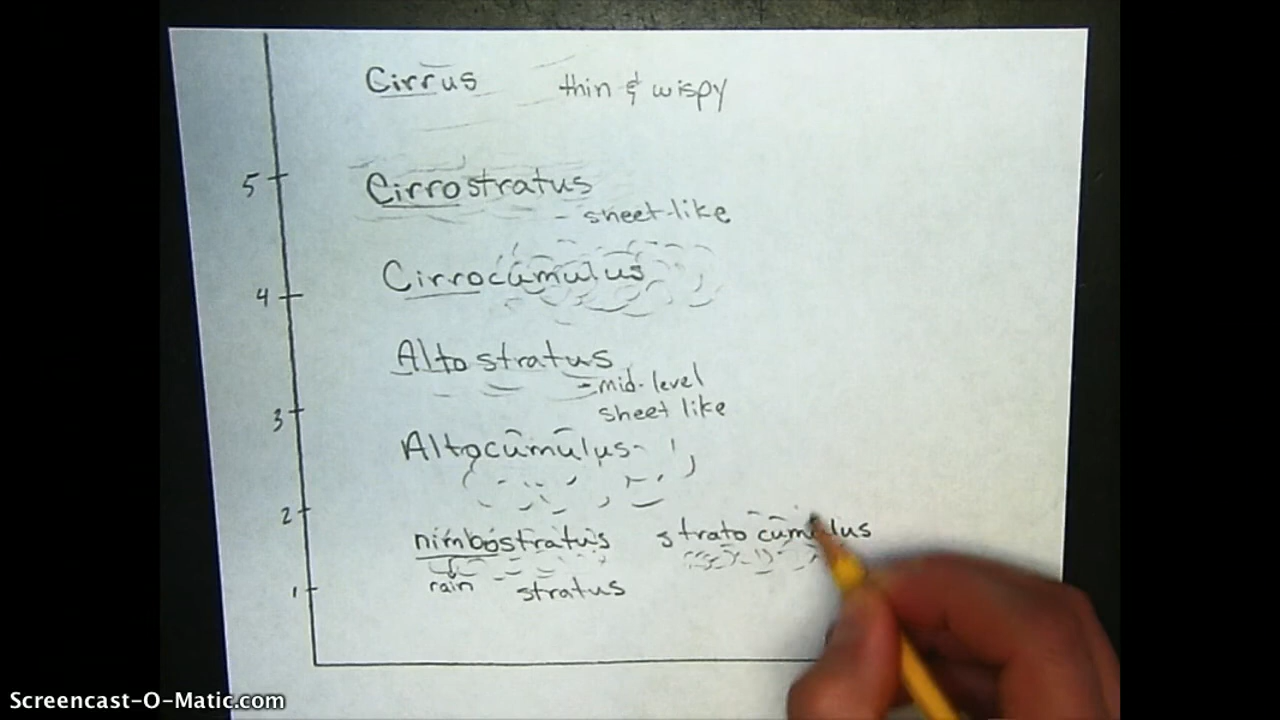 Cirrus thin & wispy
5
Cirrostratus
- sheet-like
Cirrocumulus
4
Altostratus
- mid-level
sheet like
3
Altocumulus-
2
nimbostratus stratocumulus
rain stratus
1
Screencast-O-Matic.com